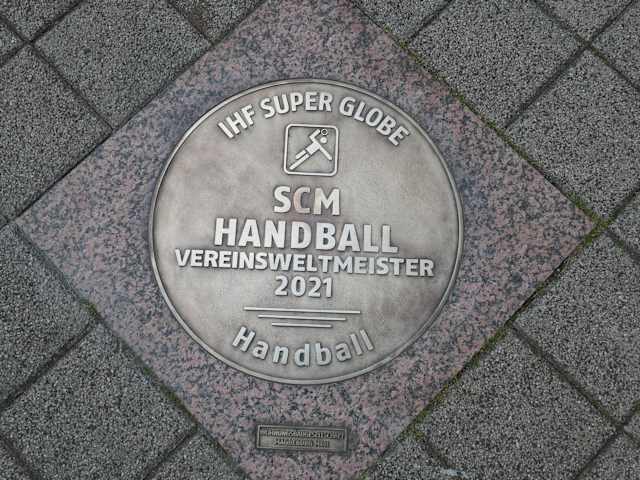 IHF SUPER GLOBE
SCM
HANDBALL
VEREINSWELTMEISTER
2021
Handball